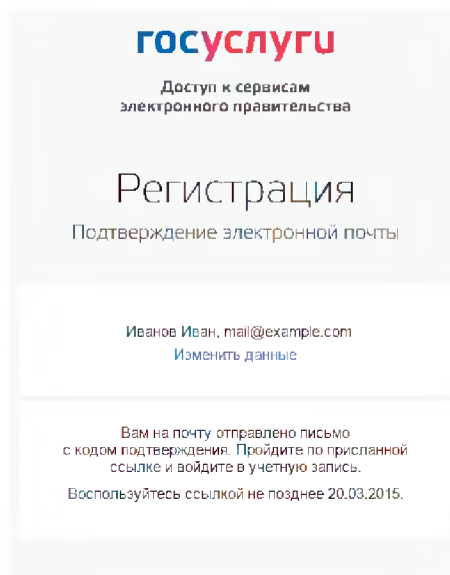 госуслуги
Доступ к сервисам
электронного правительства
Регистрация
Подтверждение электронной почты
Иванов Иван, mail@example.com
Изменить данные
Вам на почту отправлено письмо
с кодом подтверждения. Пройдите по присланной
ссылке и войдите в учетную запись.
Воспользуйтесь ссылкой не позднее 20.03.2015.